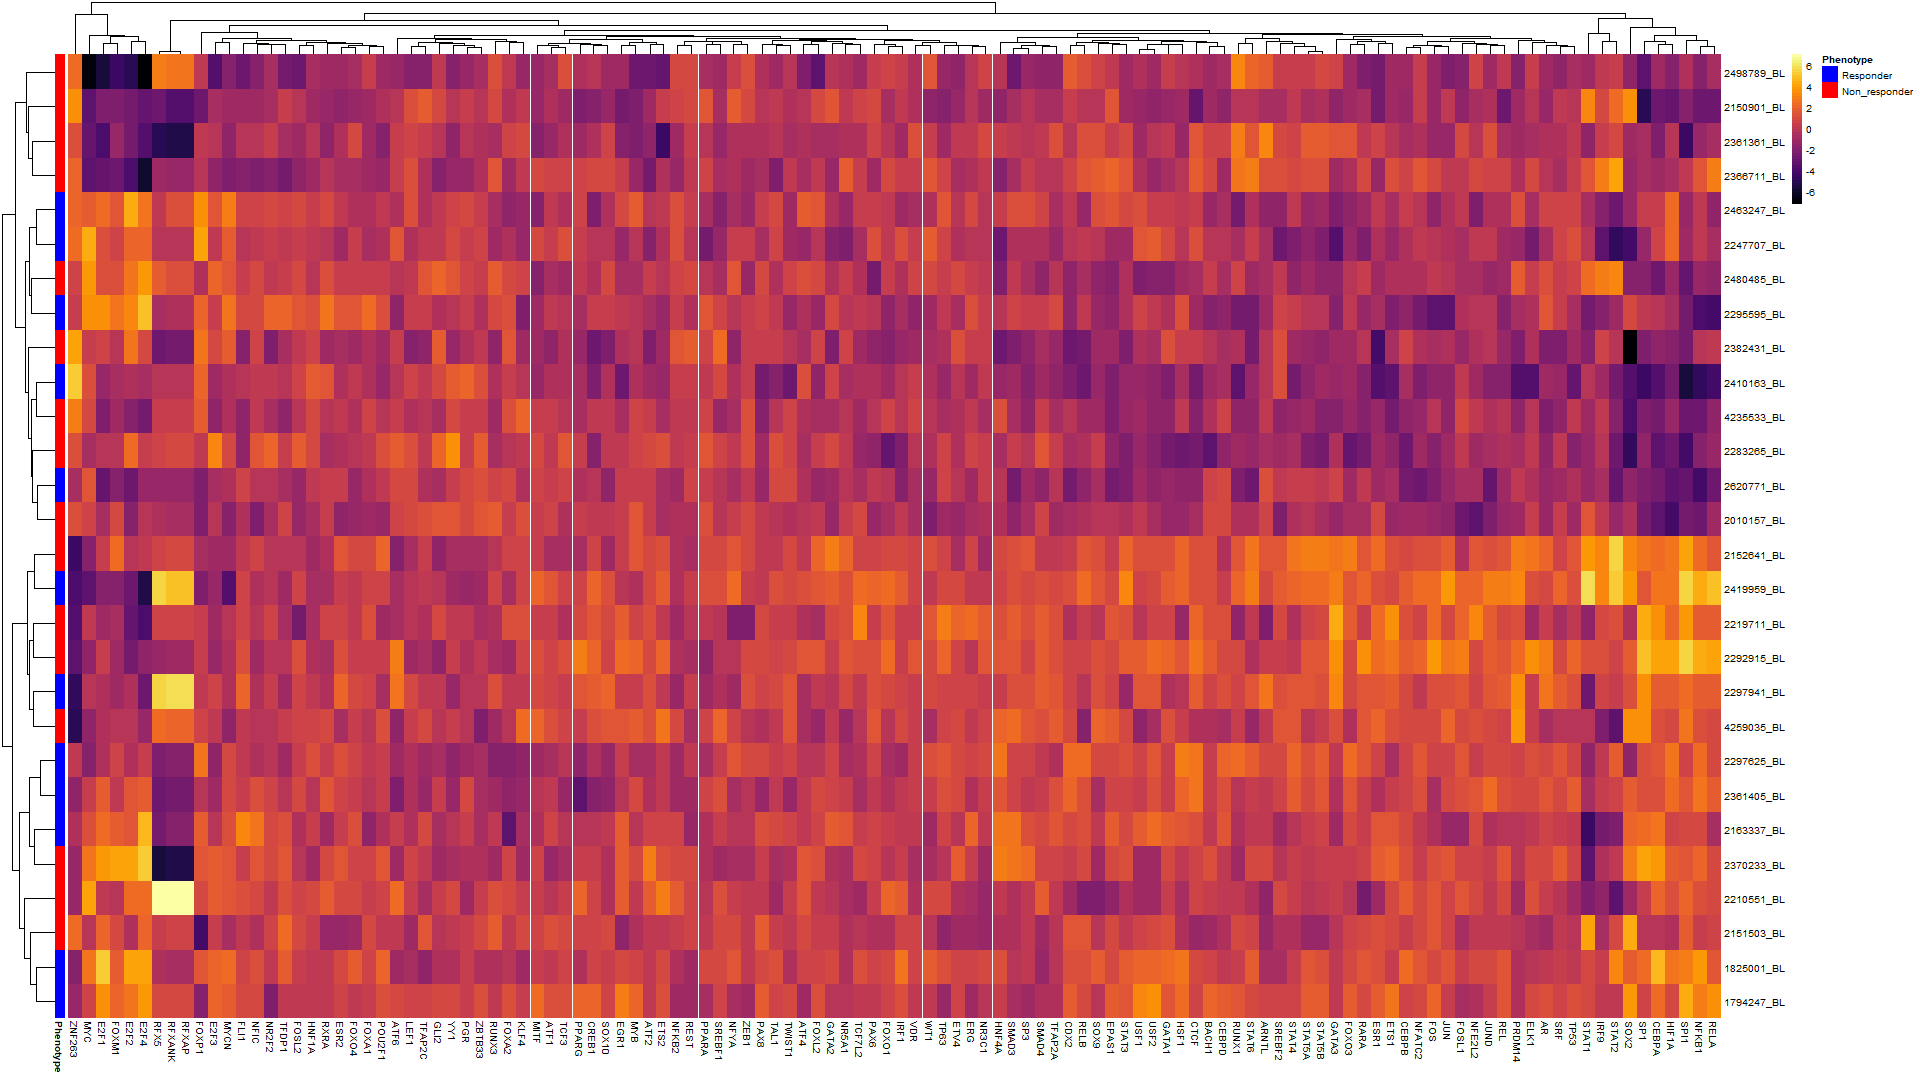 6
4
2
0
-2
-4
-6
Phenotype
Responder
Non_responder
2498789_BL
2150901_BL
2361361_BL
2366711_BL
2463247_BL
2247707_BL
2480485_BL
2295595_BL
2382431_BL
2410163_BL
4235533_BL
2283265_BL
2620771_BL
2010157_BL
2152641_BL
2419959_BL
2219711_BL
2292915_BL
2297941_BL
4259035_BL
2297625_BL
2361405_BL
2163337_BL
2370233_BL
2210551_BL
2151503_BL
1825001_BL
1794247_BL
Phenotype
ZNF263
MYC
E2F1
FOXM1
E2F2
E2F4
RFX5
RFXANK
RFXAP
FOXP1
E2F3
MYCN
FLI1
NFIC
NR2F2
TFDP1
FOSL2
HNF1A
RXRA
ESR2
FOXO4
FOXA1
POU2F1
ATF6
LEF1
TFAP2C
GLI2
YY1
PGR
ZBTB33
RUNX3
FOXA2
KLF4
MITF
ATF1
TCF3
PPARG
CREB1
SOX10
EGR1
MYB
ATF2
ETS2
NFKB2
REST
PPARA
SREBF1
NFYA
ZEB1
PAX8
TAL1
TWIST1
ATF4
FOXL2
GATA2
NR5A1
TCF7L2
PAX6
FOXO1
IRF1
VDR
WT1
TP63
ETV4
ERG
NR3C1
HNF4A
SMAD3
SP3
SMAD4
TFAP2A
CDX2
RELB
SOX9
EPAS1
STAT3
USF1
USF2
GATA1
HSF1
CTCF
BACH1
CEBPD
RUNX1
STAT6
ARNTL
SREBF2
STAT4
STAT5A
STAT5B
GATA3
FOXO3
RARA
ESR1
ETS1
CEBPB
NFATC2
FOS
JUN
FOSL1
NFE2L2
JUND
REL
PRDM14
ELK1
AR
SRF
TP53
STAT1
IRF9
STAT2
SOX2
SP1
CEBPA
HIF1A
SPI1
NFKB1
RELA